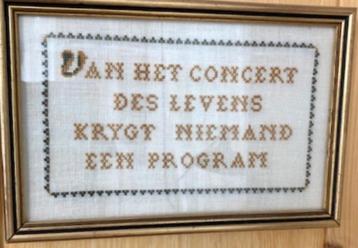 VAN HET CONCERT
DES LEVENS
KRYGT NIEMAND
EEN PROGRAM